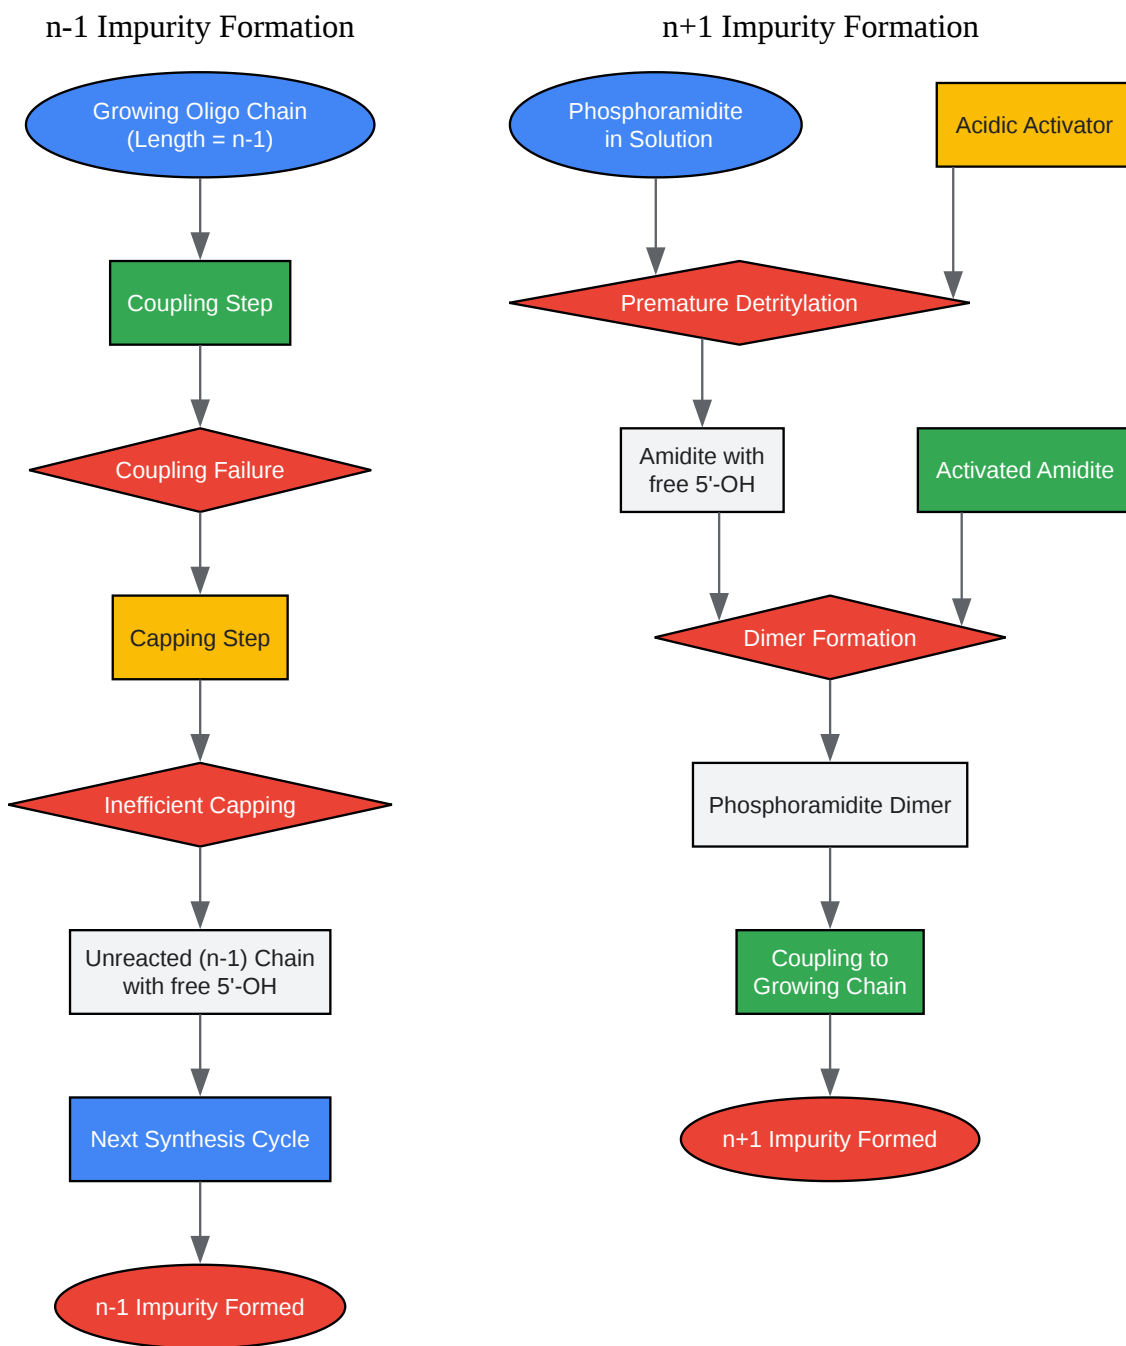 n-1 Impurity Formation
Growing Oligo Chain
(Length = n-1)
Coupling Step
Coupling Failure
Capping Step
Inefficient Capping
Unreacted (n-1) Chain
with free 5'-OH
Next Synthesis Cycle
n-1 Impurity Formed
n+1 Impurity Formation
Phosphoramidite
in Solution
Acidic Activator
Premature Detritylation
Amidite with
free 5'-OH
Activated Amidite
Dimer Formation
Phosphoramidite Dimer
Coupling to
Growing Chain
n+1 Impurity Formed